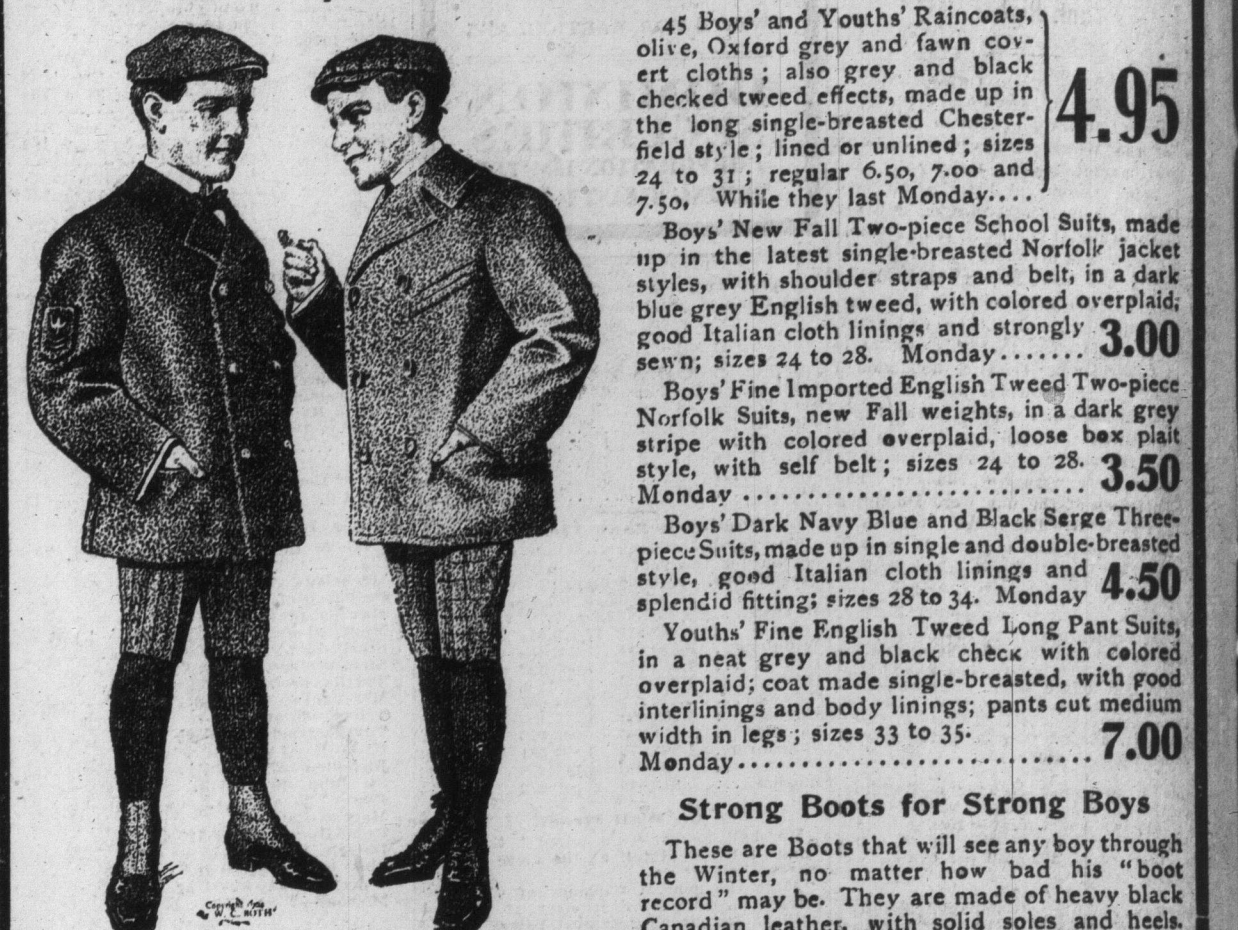 45 Boys' and Youths' Raincoats,
olive, Oxford grey and fawn cov-
ert cloths; also grey and black
checked tweed effects, made up in
the long single-breasted Chester-
field style; lined or unlined; sizes
24 to 31; regular 6.50, 7.00 and
7.50. While they last Monday....
4.95
Boys' New Fall Two-piece School Suits, made
up in the latest single-breasted Norfolk jacket
styles, with shoulder straps and belt, in a dark
blue grey English tweed, with colored overplaid,
good Italian cloth linings and strongly
sewn; sizes 24 to 28. Monday....... 3.00
Boys' Fine Imported English Tweed Two-piece
Norfolk Suits, new Fall weights, in a dark grey
stripe with colored overplaid, loose box plait
style, with self belt; sizes 24 to 28.
Monday ............................ 3.50
Boys' Dark Navy Blue and Black Serge Three-
piece Suits, made up in single and double-breasted
style, good Italian cloth linings and
splendid fitting; sizes 28 to 34. Monday 4.50
Youths' Fine English Tweed Long Pant Suits,
in a neat grey and black check with colored
overplaid; coat made single-breasted, with good
interlinings and body linings; pants cut medium
width in legs; sizes 33 to 35.
Monday............................. 7.00
Strong Boots for Strong Boys
These are Boots that will see any boy through
the Winter, no matter how bad his "boot
record" may be. They are made of heavy black
Canadian leather, with solid soles and heels.
Copyright
W. C. ROTH